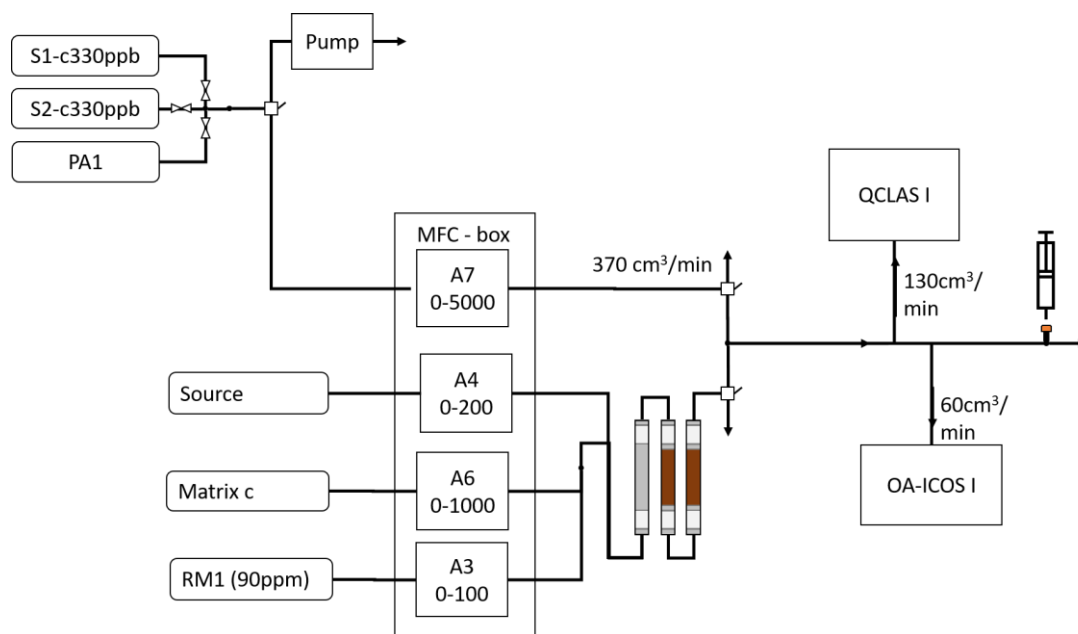 S1-c330ppb
Pump
S2-c330ppb
PA1
QCLAS I
MFC - box
370 cm³/min
A7
0-5000
130cm³/
min
A4
0-200
Source
60cm³/
min
A6
0-1000
Matrix c
OA-ICOS I
A3
0-100
RM1 (90ppm)